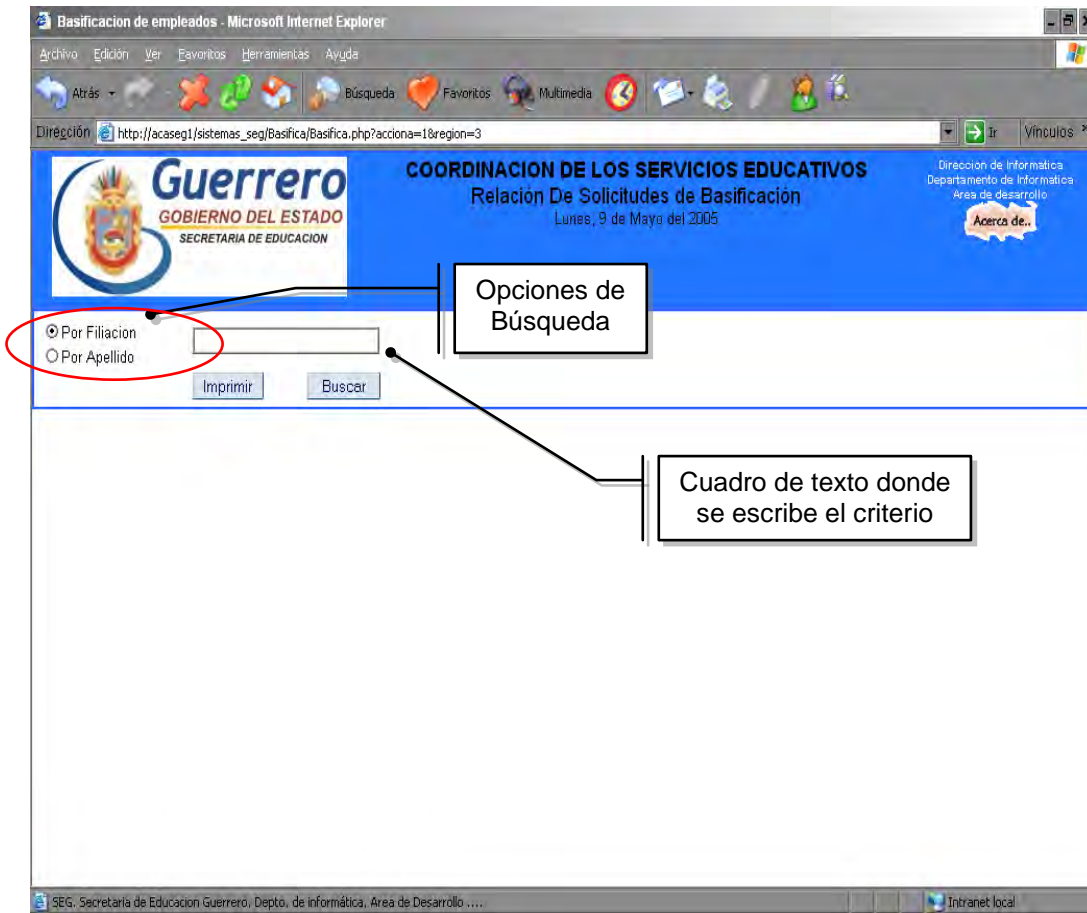 Basificacion de empleados - Microsoft Internet Explorer
Archivo Edición Ver Favoritos Herramientas Ayuda
Atrás Búsqueda Favoritos Multimedia
Dirección http://acaseg1/sistemas_seg/Basifica/Basifica.php?acciona=1&region=3 Ir Vínculos »
Guerrero
GOBIERNO DEL ESTADO
SECRETARIA DE EDUCACION
COORDINACION DE LOS SERVICIOS EDUCATIVOS
Relación De Solicitudes de Basificación
Lunes, 9 de Mayo del 2005
Direccion de Informatica
Departamento de Informatica
Area de desarrollo
Acerca de..
Opciones de
Búsqueda
Por Filiacion
Por Apellido
Imprimir Buscar
Cuadro de texto donde
se escribe el criterio
SEG. Secretaria de Educacion Guerrero, Depto, de informática, Area de Desarrollo .... Intranet local